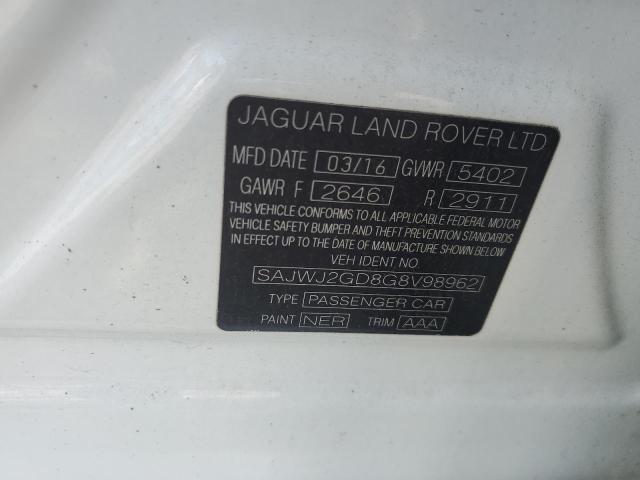 JAGUAR LAND ROVER LTD
MFD DATE 03/16 GVWR 5402
GAWR F 2646 R 2911
THIS VEHICLE CONFORMS TO ALL APPLICABLE FEDERAL MOTOR
VEHICLE SAFETY BUMPER AND THEFT PREVENTION STANDARDS
IN EFFECT UP TO THE DATE OF MANUFACTURE SHOWN BELOW
VEH IDENT NO
SAJWJ2GD8G8V98962
TYPE PASSENGER CAR
PAINT NER TRIM AAA